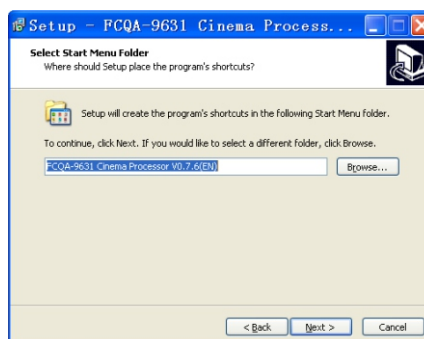 Setup - FCQA-9631 Cinema Process...
Select Start Menu Folder
Where should Setup place the program's shortcuts?
Setup will create the program's shortcuts in the following Start Menu folder.
To continue, click Next. If you would like to select a different folder, click Browse.
FCQA-9631 Cinema Processor V0.7.6(EN)
Browse...
< Back
Next >
Cancel